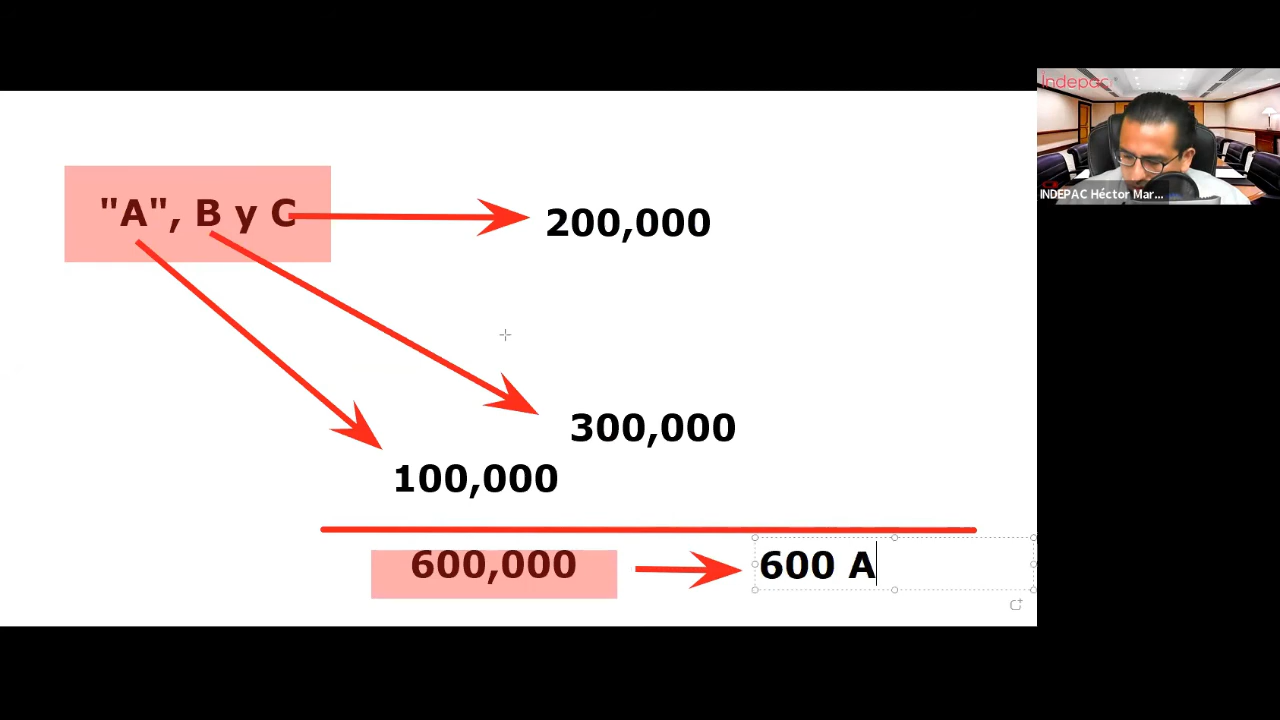 Indepac
INDEPAC Héctor Mar...
"A", B y C
200,000
300,000
100,000
600,000
600 A